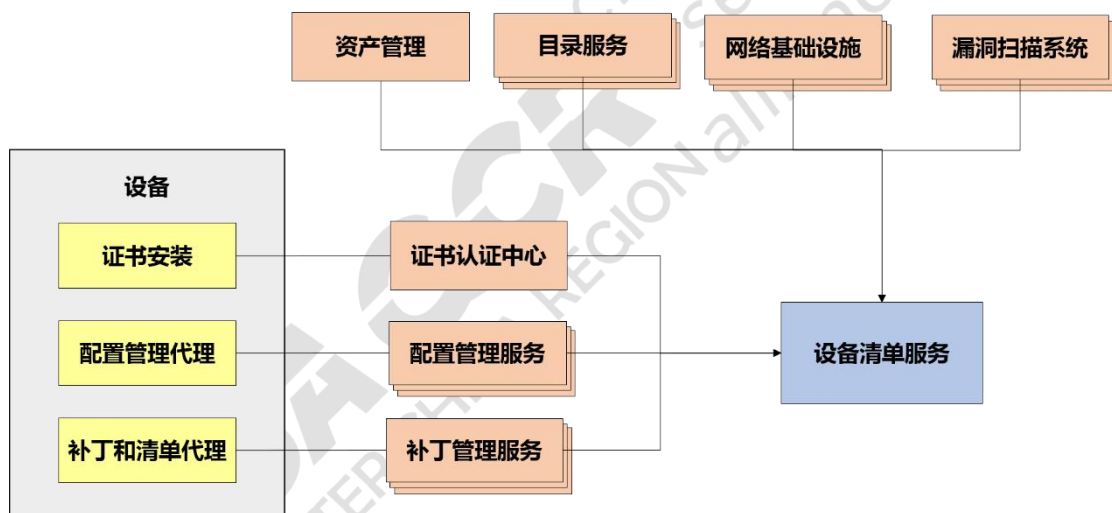 资产管理
目录服务
网络基础设施
漏洞扫描系统
设备
证书安装
证书认证中心
配置管理代理
配置管理服务
设备清单服务
补丁和清单代理
补丁管理服务